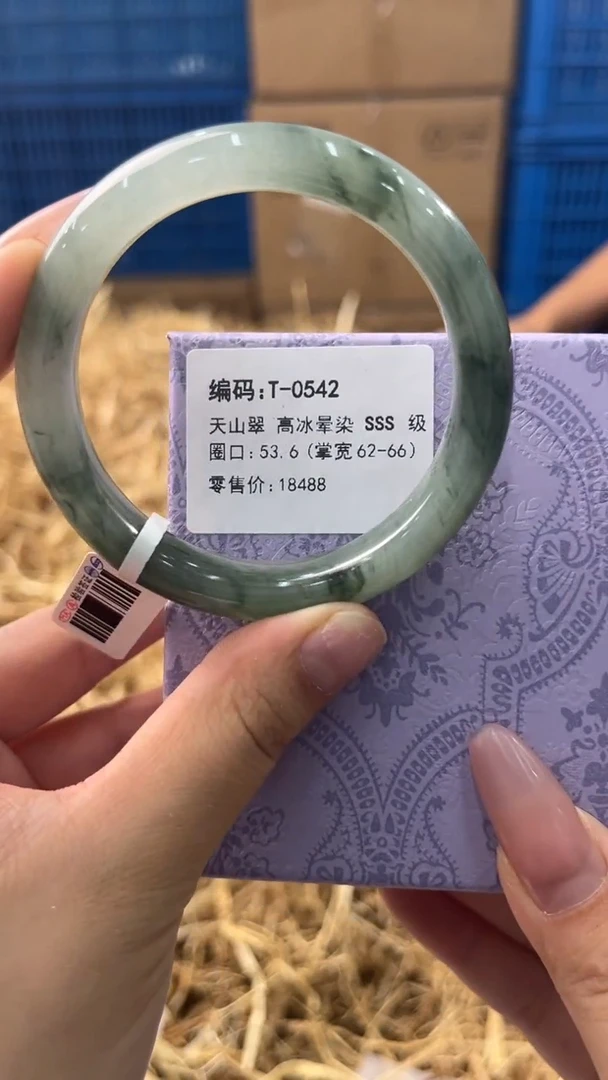 编码:T-0542
天山翠 高冰晕染 SSS 级
圈口:53.6(掌宽62-66)
零售价:18488